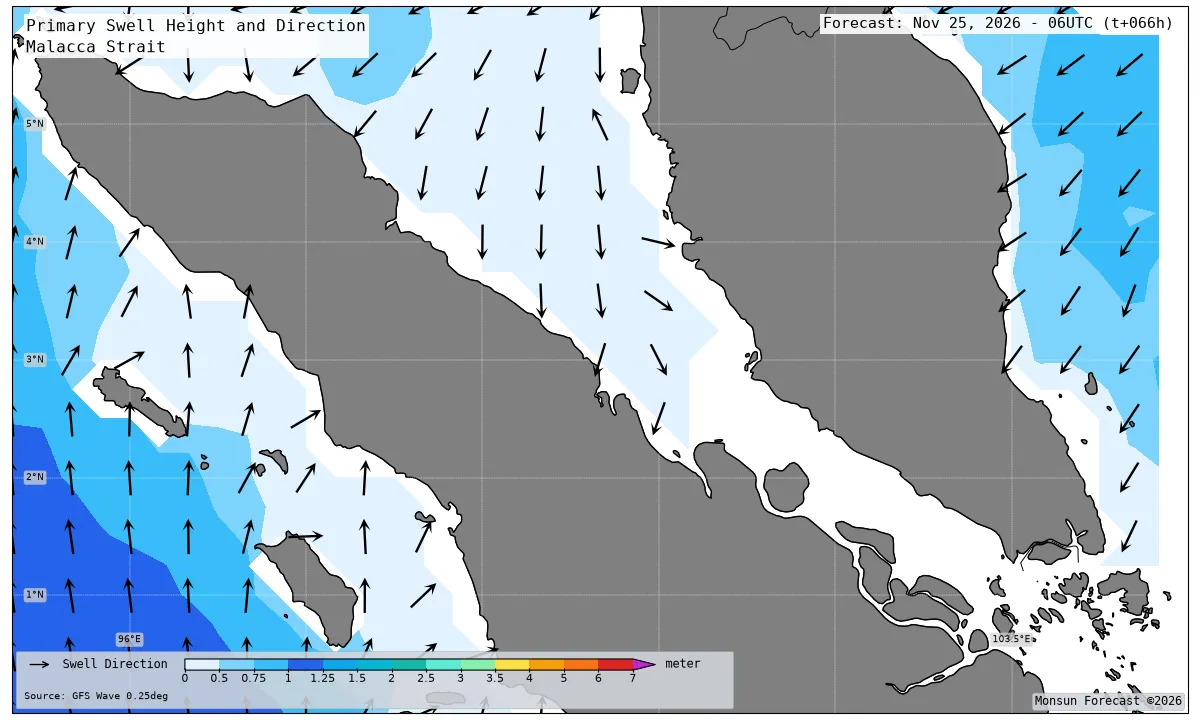 Primary Swell Height and Direction
Malacca Strait
Forecast: Nov 25, 2026 - 06UTC (t+066h)
5°N
4°N
3°N
2°N
1°N
96°E
103.5°E
Swell Direction
0 0.5 0.75 1 1.25 1.5 2 2.5 3 3.5 4 5 6 7
meter
Source: GFS Wave 0.25deg
Monsun Forecast ©2026